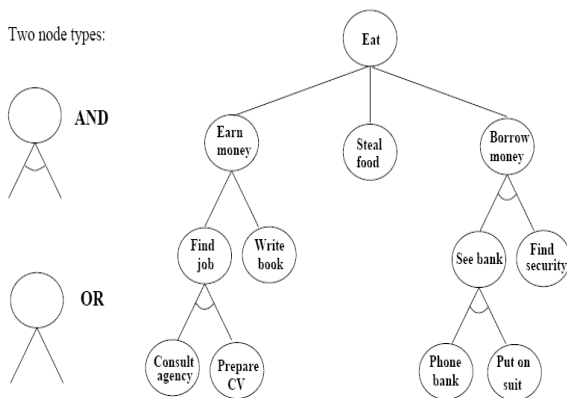 Two node types:
AND
OR
Eat
Earn
money
Steal
food
Borrow
money
Find
job
Write
book
See bank
Find
security
Consult
agency
Prepare
CV
Phone
bank
Put on
suit